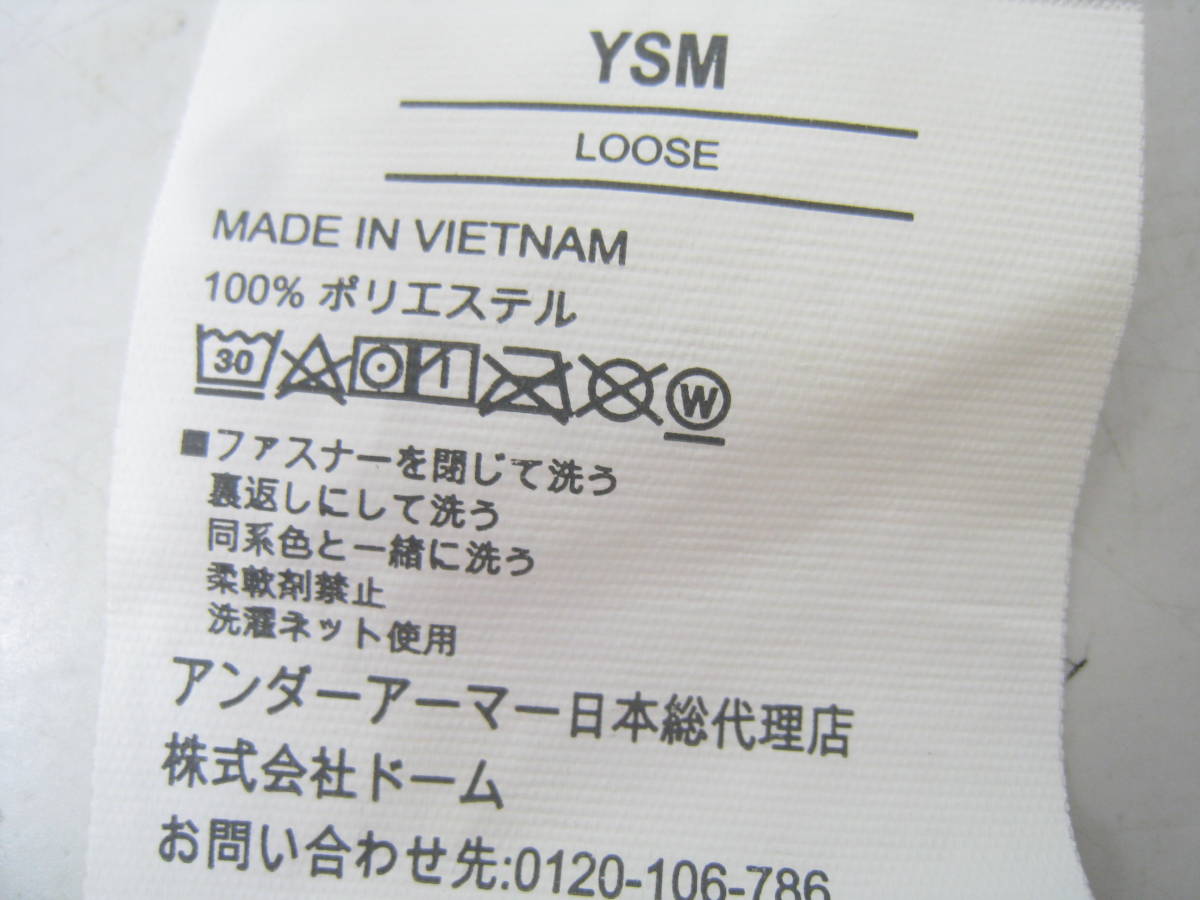 YSM
LOOSE
MADE IN VIETNAM
100% ポリエステル
30 W
■ファスナーを閉じて洗う
裏返しにして洗う
同系色と一緒に洗う
柔軟剤禁止
洗濯ネット使用
アンダーアーマー日本総代理店
株式会社ドーム
お問い合わせ先:0120-106-786